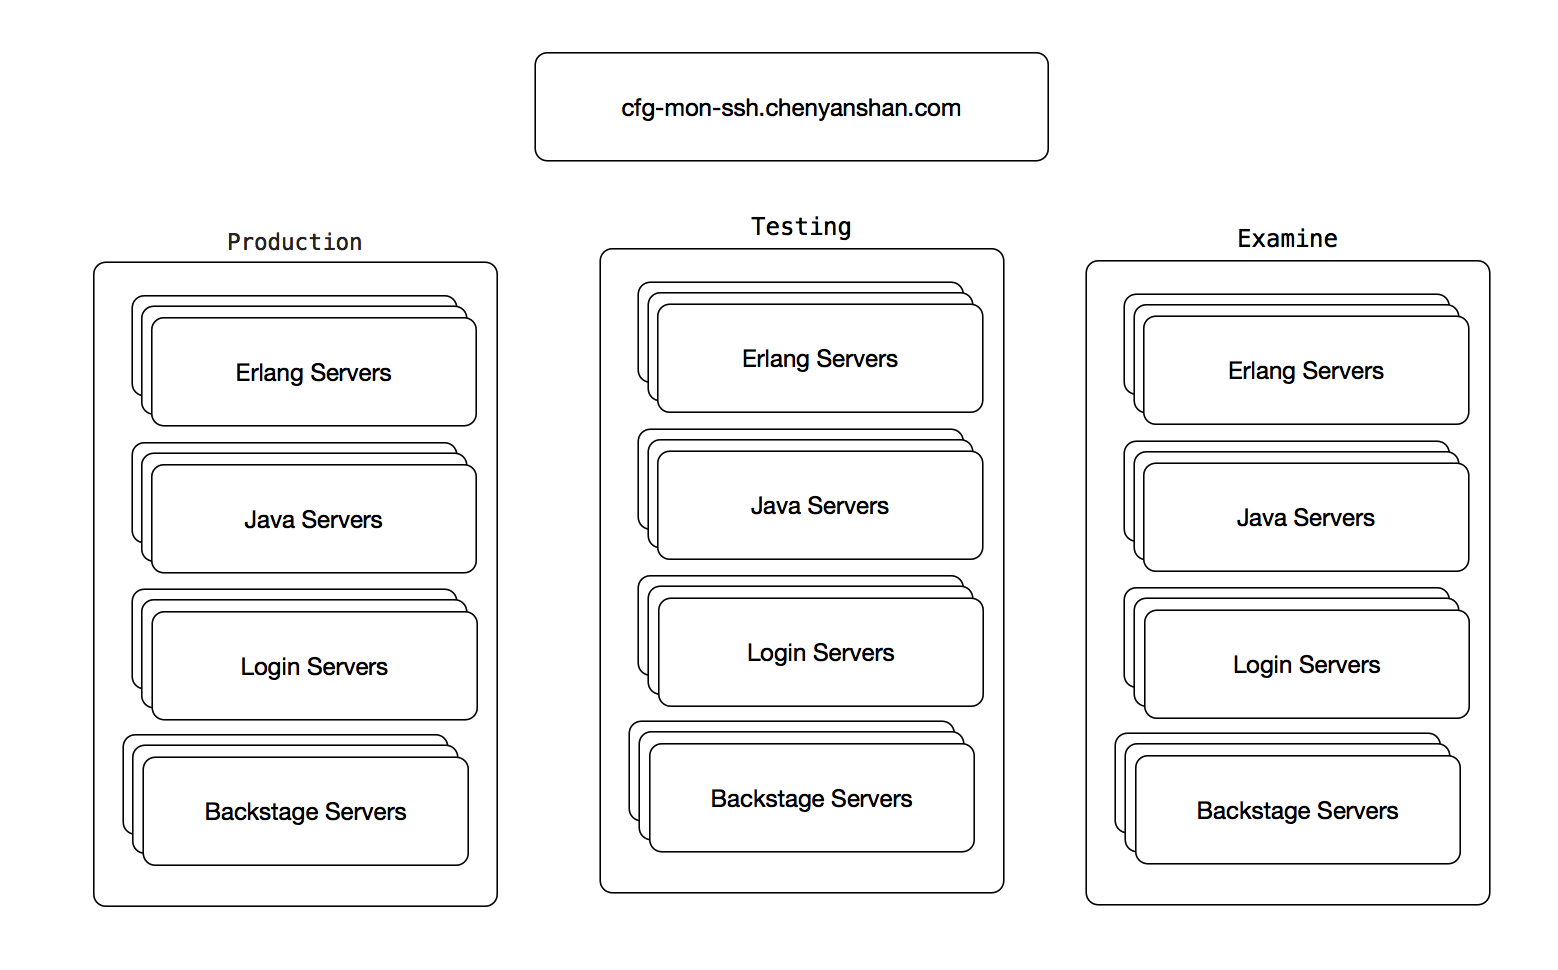 cfg-mon-ssh.chenyanshan.com
Production
Erlang Servers
Java Servers
Login Servers
Backstage Servers
Testing
Erlang Servers
Java Servers
Login Servers
Backstage Servers
Examine
Erlang Servers
Java Servers
Login Servers
Backstage Servers